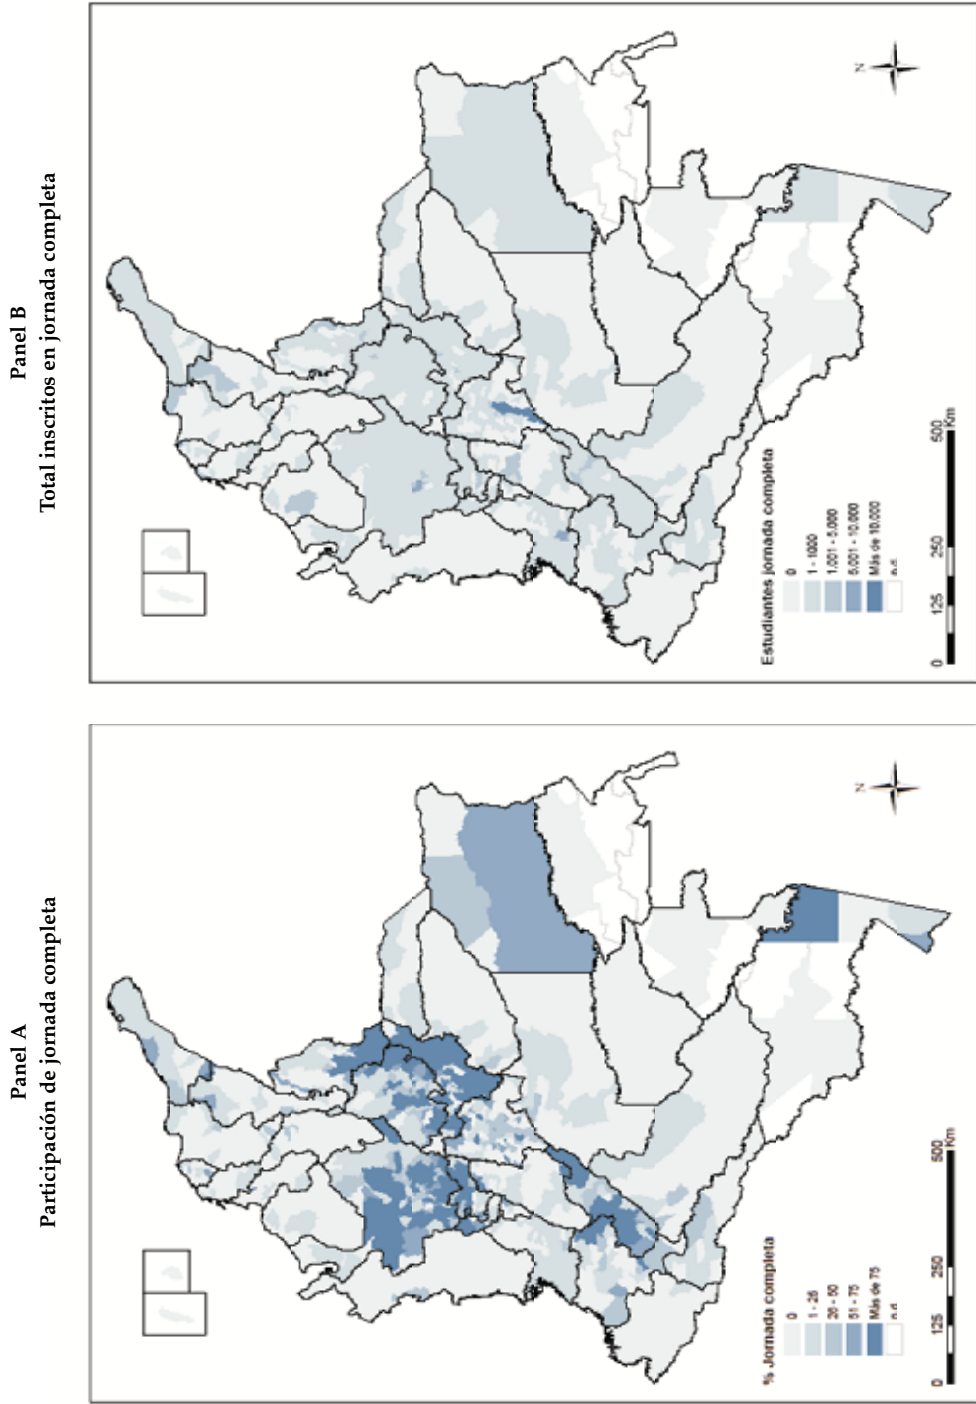 Panel A
Participación de jornada completa
N
% Jornada completa
0
1 - 25
26 - 50
51 - 75
Más de 75
n.d.
0
125
250
500
Km
Panel B
Total inscritos en jornada completa
N
Estudiantes jornada completa
0
1 - 1000
1,001 - 5,000
5,001 - 10,000
Más de 10,000
n.d.
0
125
250
500
Km